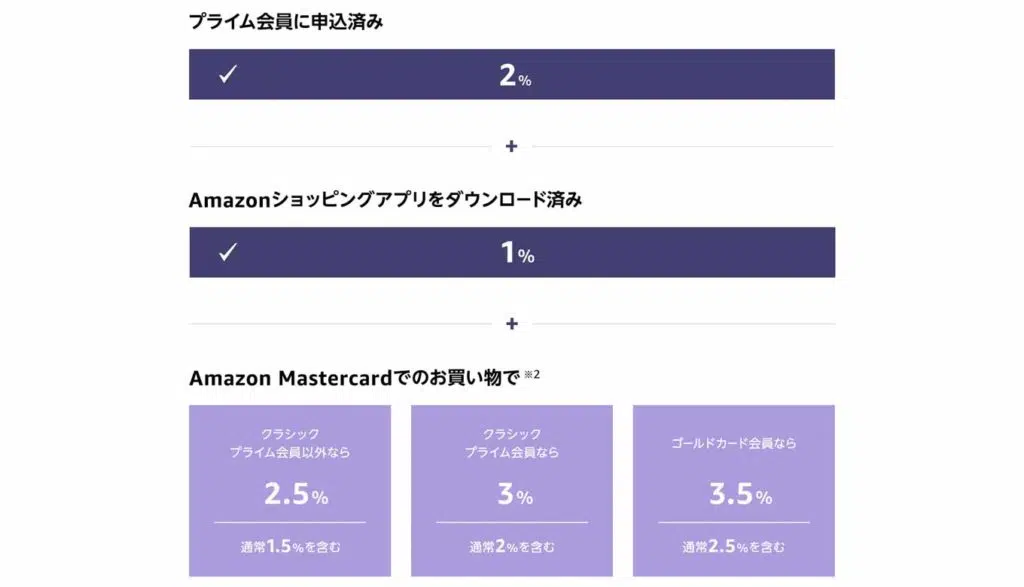 プライム会員に申込済み
2%
+
Amazonショッピングアプリをダウンロード済み
1%
+
Amazon Mastercardでのお買い物で※2
クラシック
プライム会員以外なら
2.5%
通常1.5%を含む
クラシック
プライム会員なら
3%
通常2%を含む
ゴールドカード会員なら
3.5%
通常2.5%を含む